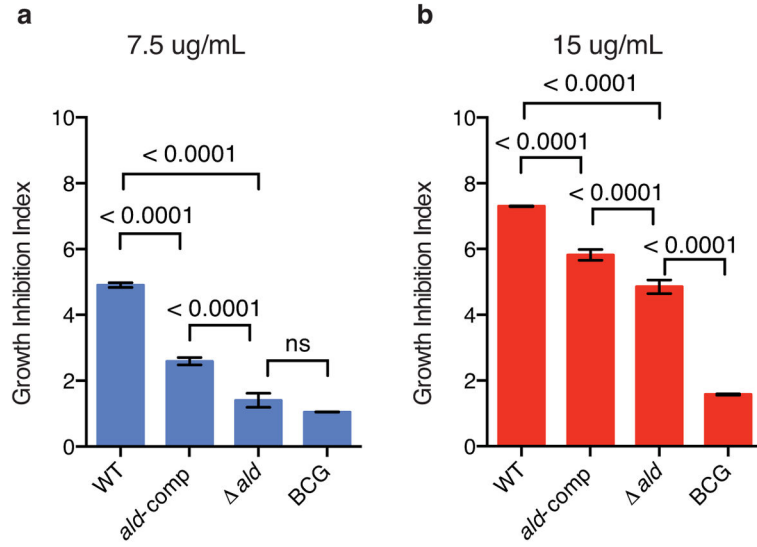 a
7.5 ug/mL
Growth Inhibition Index
10
8
6
4
2
0
< 0.0001
< 0.0001
< 0.0001
ns
WT
ald-comp
Δ ald
BCG
b
15 ug/mL
Growth Inhibition Index
10
8
6
4
2
0
< 0.0001
< 0.0001
< 0.0001
< 0.0001
WT
ald-comp
Δ ald
BCG